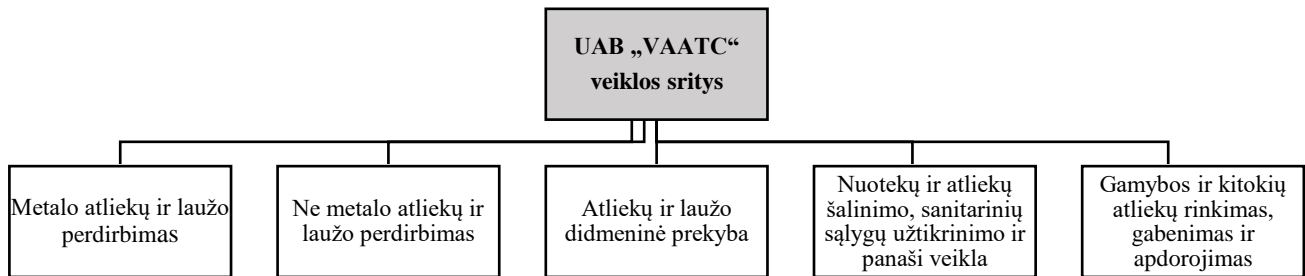 UAB „VAATC“
veiklos sritys
Metalo atliekų ir laužo
perdirbimas
Ne metalo atliekų ir
laužo perdirbimas
Atliekų ir laužo
didmeninė prekyba
Nuotekų ir atliekų
šalinimo, sanitarinių
sąlygų užtikrinimo ir
panaši veikla
Gamybos ir kitokių
atliekų rinkimas,
gabenimas ir
apdorojimas